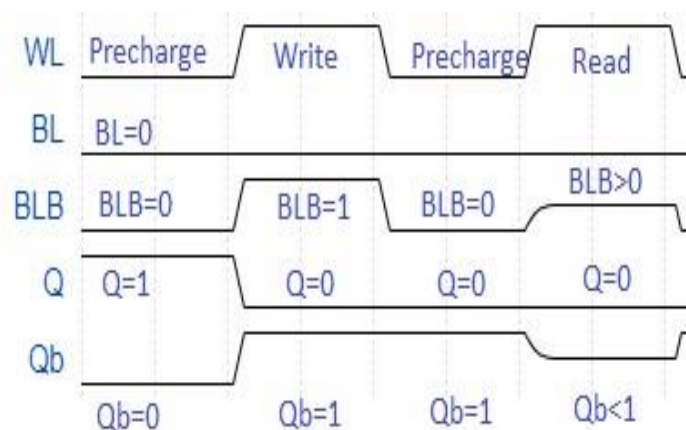 WL Precharge Write Precharge Read
BL BL=0
BLB BLB=0 BLB=1 BLB=0 BLB>0
Q Q=1 Q=0 Q=0 Q=0
Qb
Qb=0 Qb=1 Qb=1 Qb<1